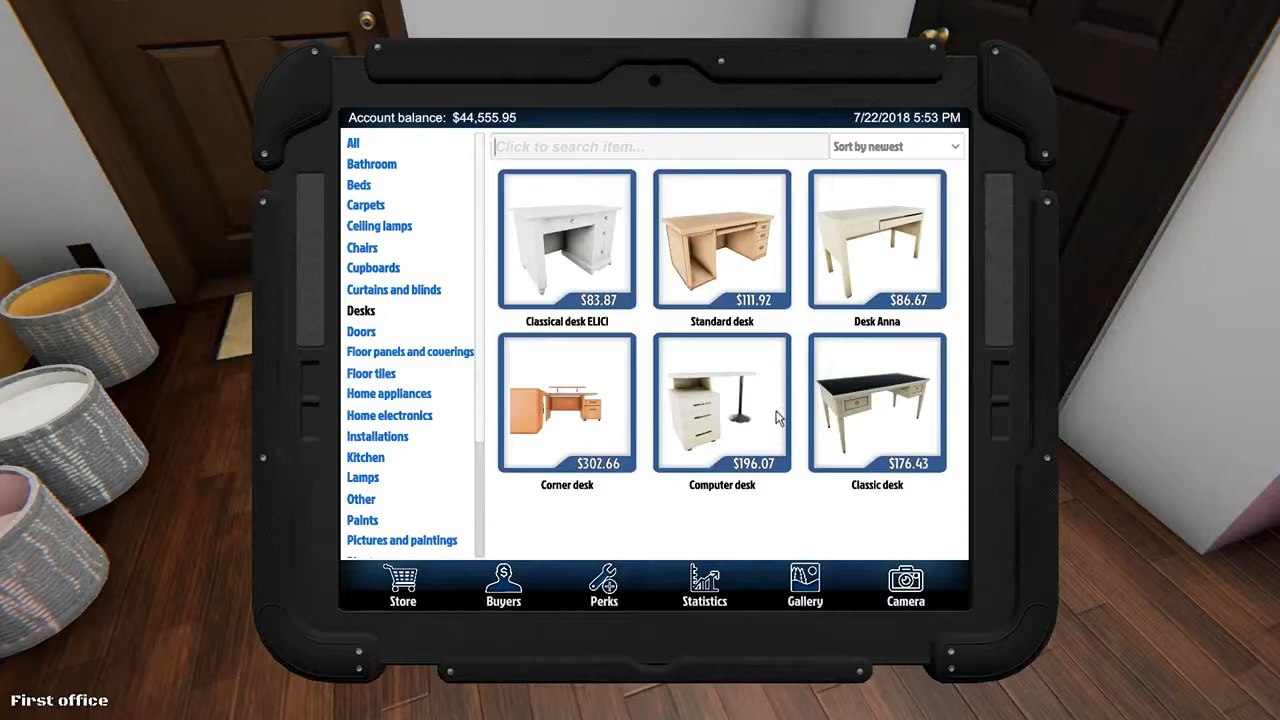 Account balance: $44,555.95
7/22/2018 5:53 PM
All
Bathroom
Beds
Carpets
Ceiling lamps
Chairs
Cupboards
Curtains and blinds
Desks
Doors
Floor panels and coverings
Floor tiles
Home appliances
Home electronics
Installations
Kitchen
Lamps
Other
Paints
Pictures and paintings
Click to search item...
Sort by newest
$83.87
$111.92
$86.67
Classical desk ELICI
Standard desk
Desk Anna
$302.66
$196.07
$176.43
Corner desk
Computer desk
Classic desk
Store
Buyers
Perks
Statistics
Gallery
Camera
First office